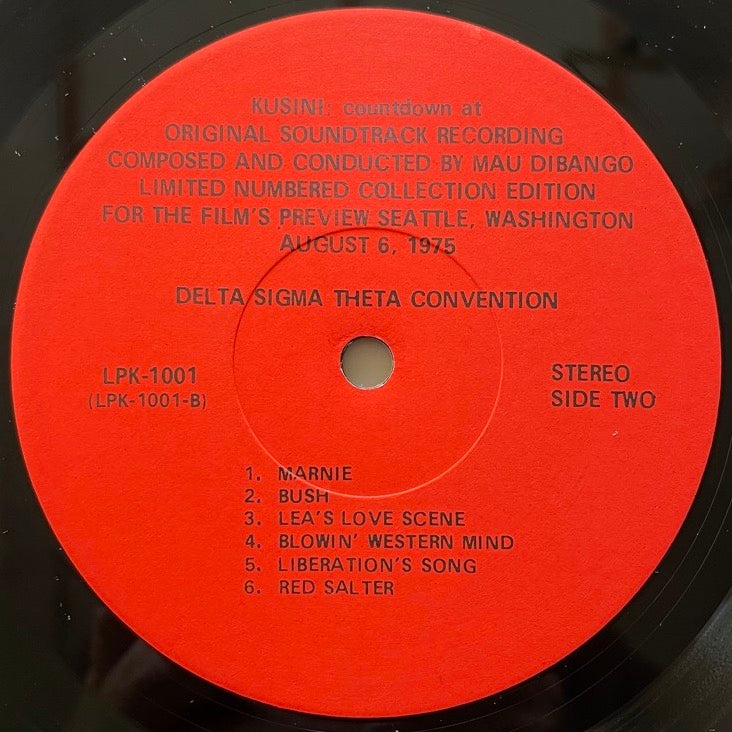 KUSINI: countdown at
ORIGINAL SOUNDTRACK RECORDING
COMPOSED AND CONDUCTED BY MAU DIBANGO
LIMITED NUMBERED COLLECTION EDITION
FOR THE FILM'S PREVIEW SEATTLE, WASHINGTON
AUGUST 6, 1975
DELTA SIGMA THETA CONVENTION
LPK-1001
(LPK-1001-B)
STEREO
SIDE TWO
1. MARNIE
2. BUSH
3. LEA'S LOVE SCENE
4. BLOWIN' WESTERN MIND
5. LIBERATION'S SONG
6. RED SALTER